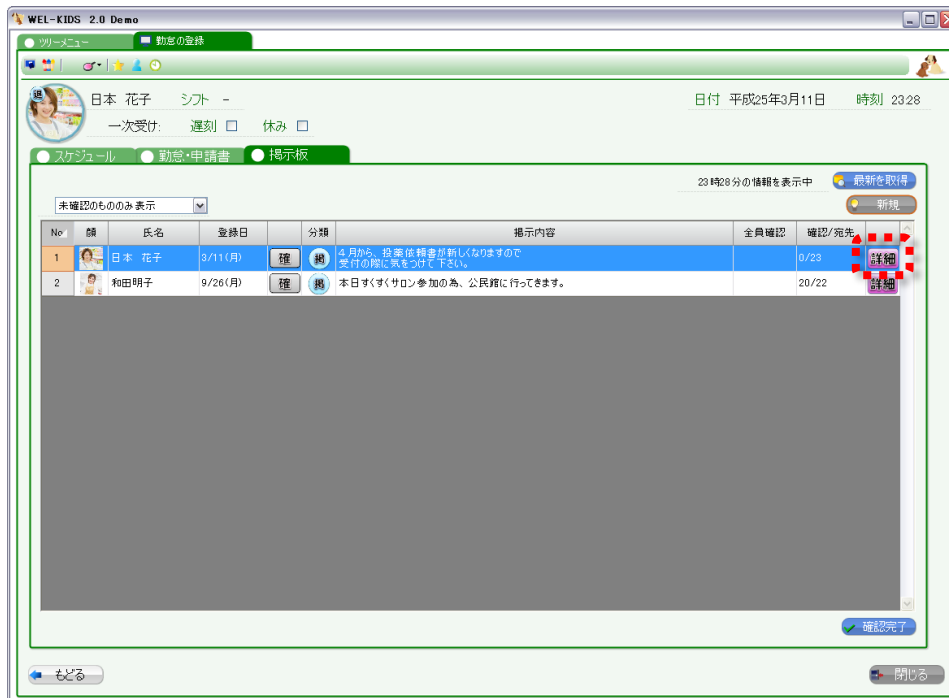 WEL-KIDS 2.0 Demo
ツリーメニュー 勤怠の登録
退 日本 花子 シフト - 日付 平成25年3月11日 時刻 23:28
一次受け: 遅刻 休み
スケジュール 勤怠・申請書 掲示板
23時28分の情報を表示中 最新を取得
未確認のもののみ表示 新規
No 顔 氏名 登録日 分類 掲示内容 全員確認 確認/宛先
1 日本 花子 3/11(月) 確 掲 4月から、投薬依頼書が新しくなりますので
受付の際に気をつけて下さい。 0/23 詳細
2 和田明子 9/26(月) 確 掲 本日すくすくサロン参加の為、公民館に行ってきます。 20/22 詳細
確認完了
もどる 閉じる